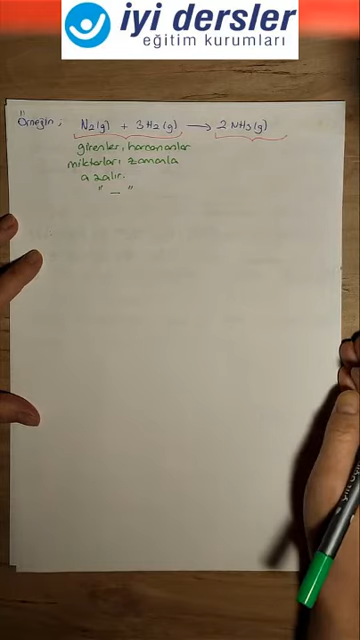 iyi dersler
eğitim kurumları
Örneğin; N₂(g) + 3H₂(g) → 2NH₃(g)
girenler, harcananlar
miktarları zamanla
azalır.
" _ "